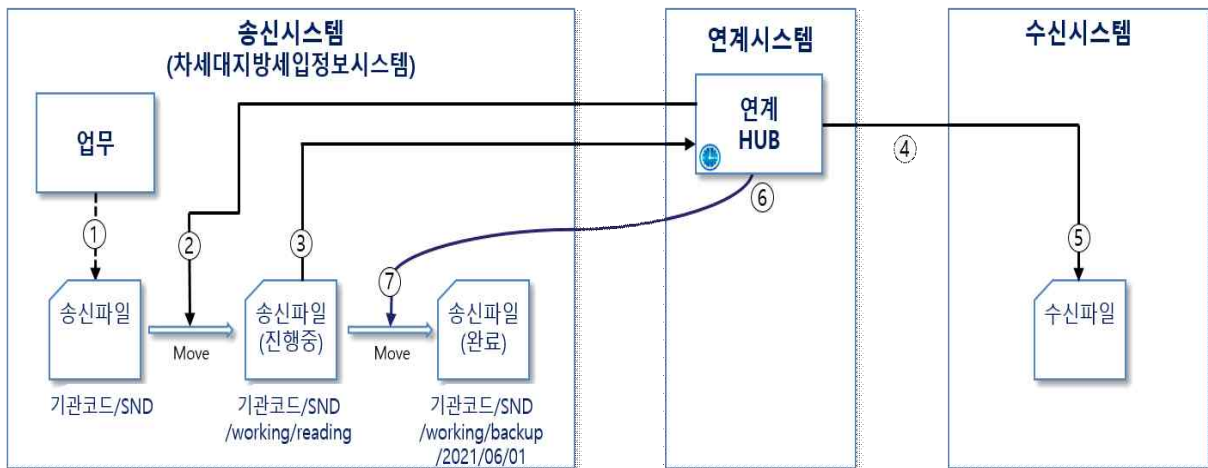 송신시스템
(차세대지방세입정보시스템)
연계시스템
수신시스템
업무
연계
HUB
①
②
③
④
⑤
⑥
⑦
송신파일
Move
송신파일
(진행중)
Move
송신파일
(완료)
수신파일
기관코드/SND
기관코드/SND
/working/reading
기관코드/SND
/working/backup
/2021/06/01